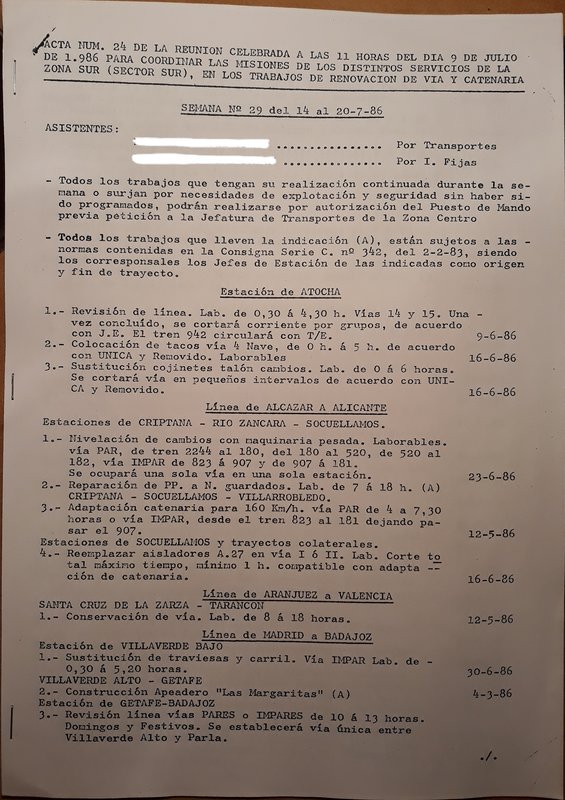 ACTA NUM. 24 DE LA REUNION CELEBRADA A LAS 11 HORAS DEL DIA 9 DE JULIO
DE 1.986 PARA COORDINAR LAS MISIONES DE LOS DISTINTOS SERVICIOS DE LA
ZONA SUR (SECTOR SUR), EN LOS TRABAJOS DE RENOVACION DE VIA Y CATENARIA
SEMANA Nº 29 del 14 al 20-7-86
ASISTENTES:
................ Por Transportes
............... Por I. Fijas
- Todos los trabajos que tengan su realización continuada durante la se-
mana o surjan por necesidades de explotación y seguridad sin haber si
do programados, podrán realizarse por autorización del Puesto de Mando
previa petición a la Jefatura de Transportes de la Zona Centro
- Todos los trabajos que lleven la indicación (A), están sujetos a las -
normas contenidas en la Consigna Serie C. nº 342, del 2-2-83, siendo
los corresponsales los Jefes de Estación de las indicadas como origen
y fin de trayecto.
Estación de ATOCHA
1.- Revisión de línea. Lab. de 0,30 á 4,30 h. Vías 14 y 15. Una -
vez concluído, se cortará corriente por grupos, de acuerdo
con J.E. El tren 942 circulará con T/E. 9-6-86
2.- Colocación de tacos vía 4 Nave, de 0 h. á 5 h. de acuerdo
con UNICA y Removido. Laborables 16-6-86
3.- Sustitución cojinetes talón cambios. Lab. de 0 á 6 horas.
Se cortará vía en pequeños intervalos de acuerdo con UNI-
CA y Removido. 16-6-86
Línea de ALCAZAR A ALICANTE
Estaciones de CRIPTANA - RIO ZANCARA - SOCUELLAMOS.
1.- Nivelación de cambios con maquinaria pesada. Laborables.
vía PAR, de tren 2244 al 180, del 180 al 520, de 520 al
182, vía IMPAR de 823 á 907 y de 907 á 181.
Se ocupará una sola vía en una sola estación. 23-6-86
2.- Reparación de PP. a N. guardados. Lab. de 7 á 18 h. (A)
CRIPTANA - SOCUELLAMOS - VILLARROBLEDO.
3.- Adaptación catenaria para 160 Km/h. vía PAR de 4 a 7,30
horas o vía IMPAR, desde el tren 823 al 181 dejando pa-
sar el 907. 12-5-86
Estaciones de SOCUELLAMOS y trayectos colaterales.
4.- Reemplazar aisladores A.27 en vía I ó II. Lab. Corte to
tal máximo tiempo, mínimo 1 h. compatible con adapta --
ción de catenaria. 16-6-86
Línea de ARANJUEZ a VALENCIA
SANTA CRUZ DE LA ZARZA - TARANCON
1.- Conservación de vía. Lab. de 8 á 18 horas. 12-5-86
Línea de MADRID a BADAJOZ
Estación de VILLAVERDE BAJO
1.- Sustitución de traviesas y carril. Vía IMPAR Lab. de -
0,30 á 5,20 horas. 30-6-86
VILLAVERDE ALTO - GETAFE
2.- Construcción Apeadero "Las Margaritas" (A) 4-3-86
Estación de GETAFE-BADAJOZ
3.- Revisión línea vías PARES o IMPARES de 10 á 13 horas.
Domingos y Festivos. Se establecerá vía única entre
Villaverde Alto y Parla.
./.